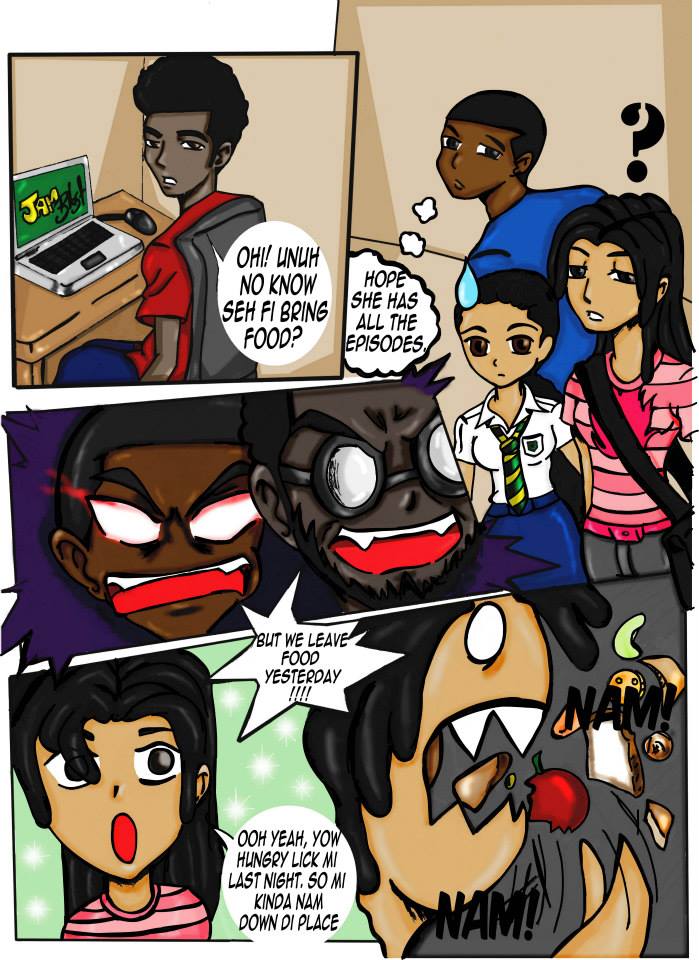 JAM
OHI! UNUH
NO KNOW
SEH FI BRING
FOOD?
?
HOPE
SHE HAS
ALL THE
EPISODES.
BUT WE LEAVE
FOOD
YESTERDAY
!!!!
OOH YEAH, YOW
HUNGRY LICK MI
LAST NIGHT. SO MI
KINDA NAM
DOWN DI PLACE
NAM!
NAM!